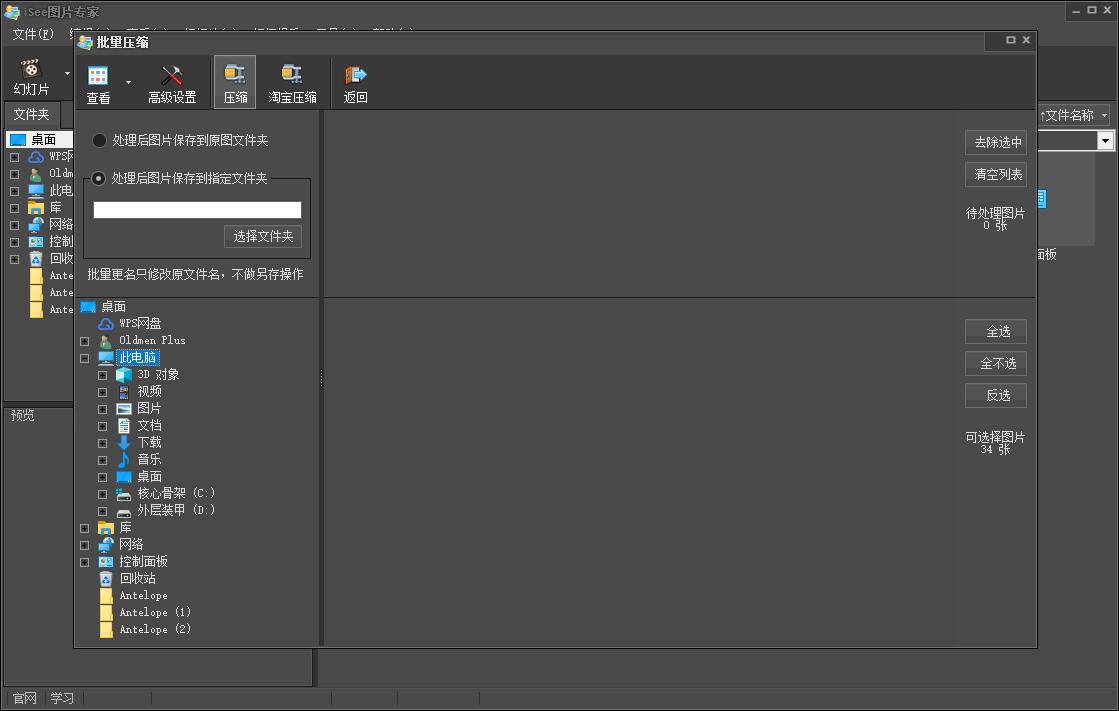 iSee图片专家
文件(F)
批量压缩
幻灯片
查看
高级设置
压缩
淘宝压缩
返回
文件夹
↑文件名称
桌面
WPS网
Oldm
此电
库
网络
控制
回收
Ante
Ante
Ante
预览
处理后图片保存到原图文件夹
处理后图片保存到指定文件夹
选择文件夹
批量更名只修改原文件名，不做另存操作
去除选中
清空列表
待处理图片
0 张
面板
桌面
WPS网盘
Oldmen Plus
此电脑
3D 对象
视频
图片
文档
下载
音乐
桌面
核心骨架 (C:)
外层装甲 (D:)
库
网络
控制面板
回收站
Antelope
Antelope (1)
Antelope (2)
全选
全不选
反选
可选择图片
34 张
官网
学习